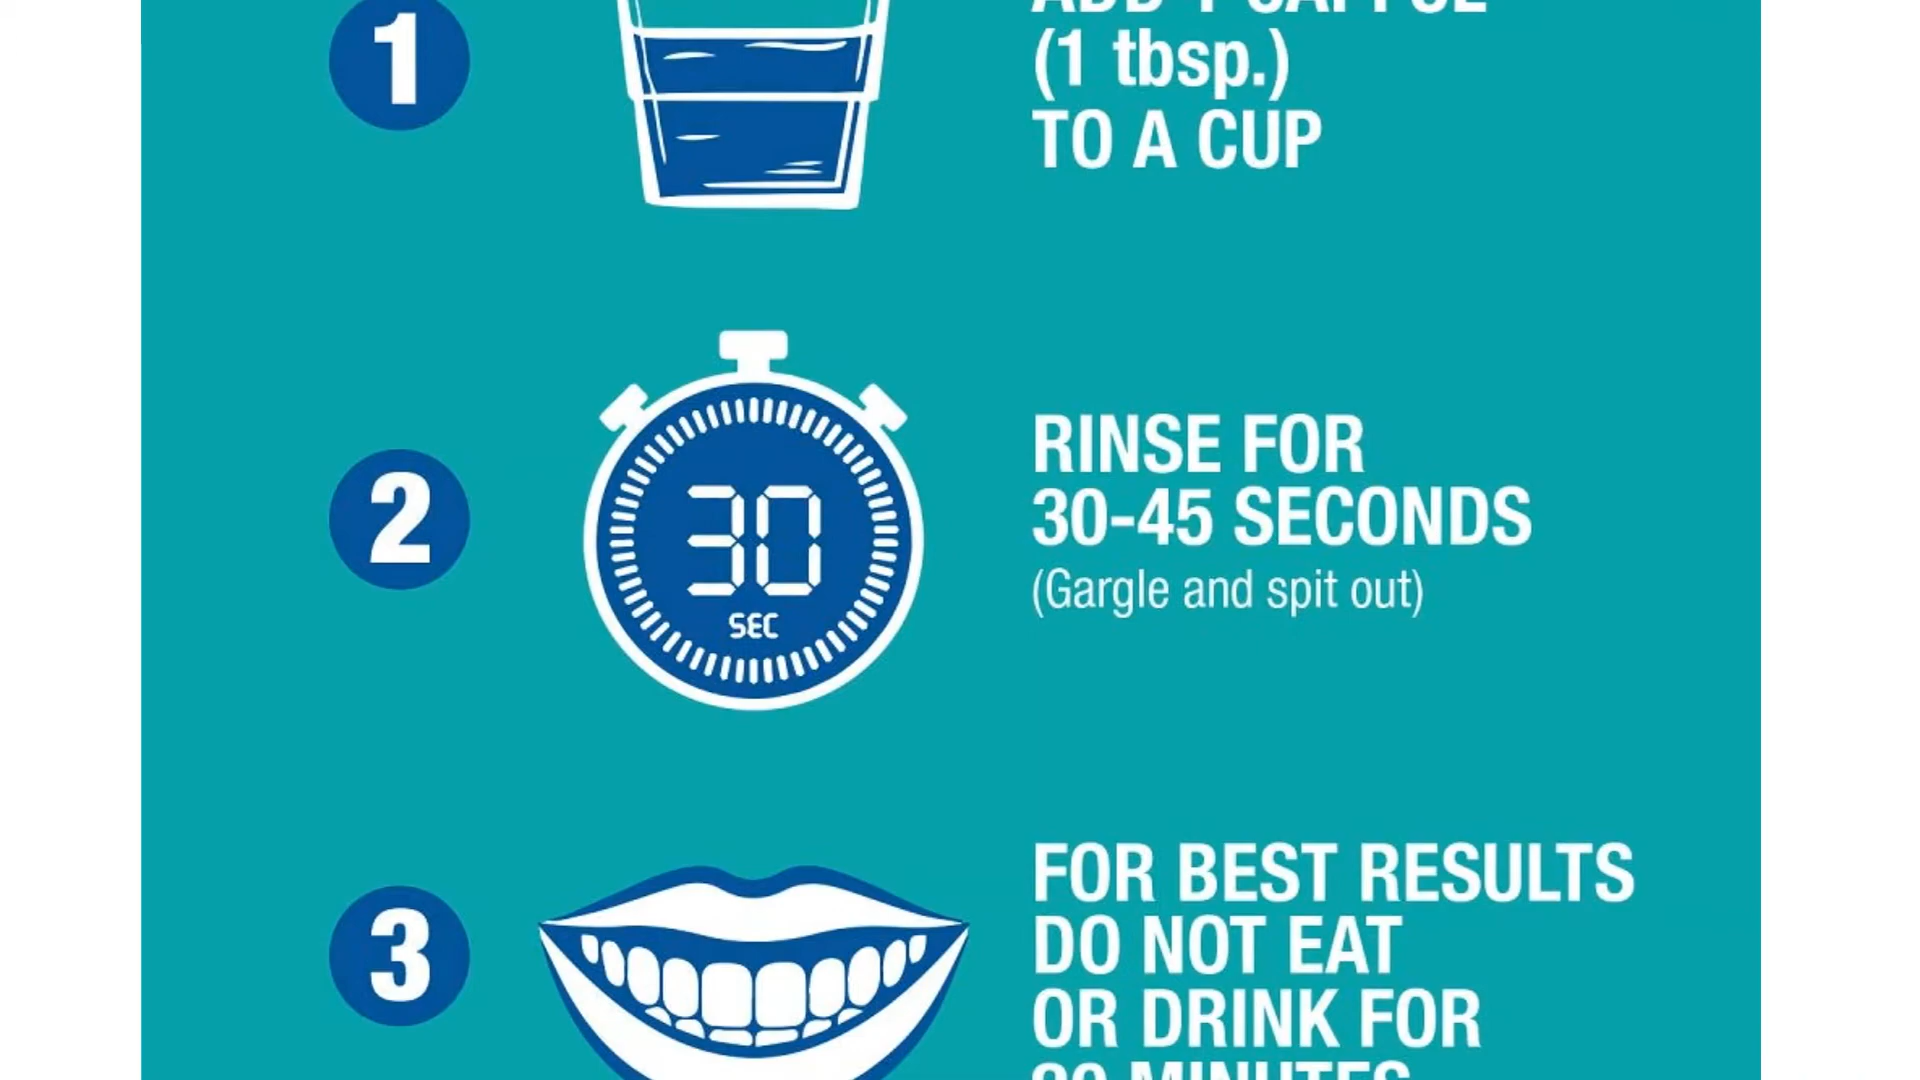 1
(1 tbsp.)
TO A CUP
2
30
SEC
RINSE FOR
30-45 SECONDS
(Gargle and spit out)
3
FOR BEST RESULTS
DO NOT EAT
OR DRINK FOR
MINUTES